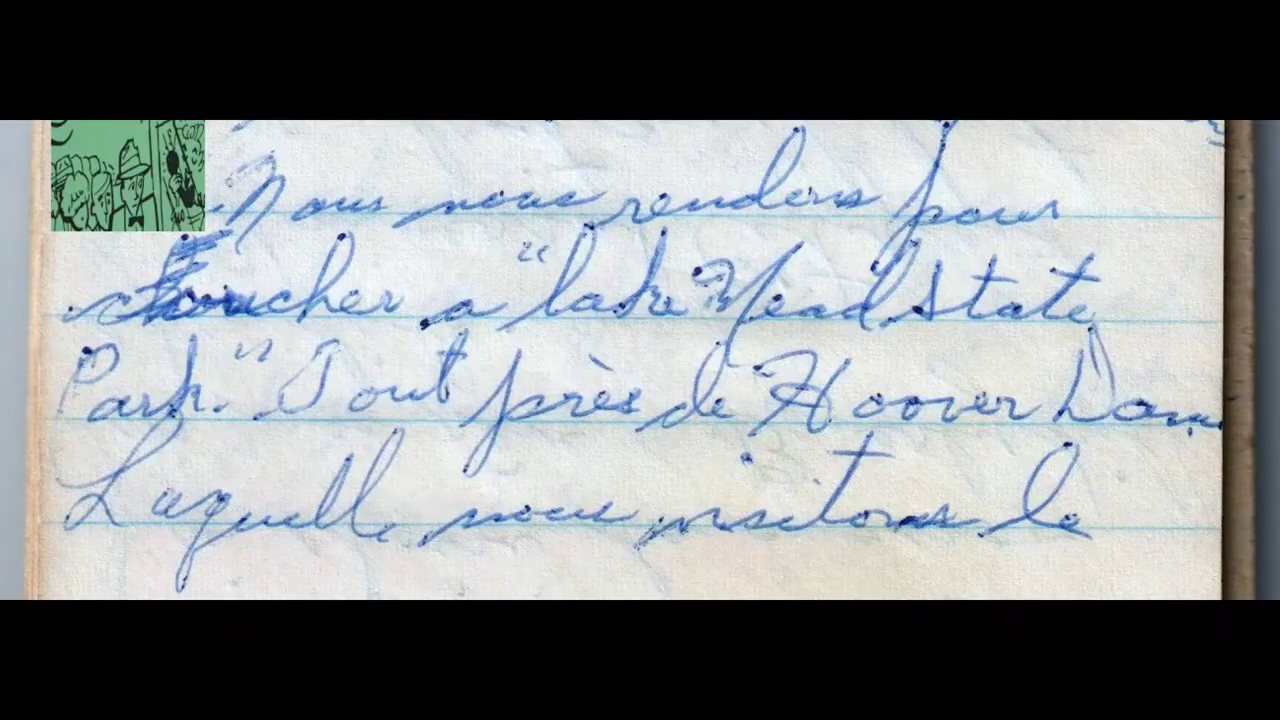 Nous nous rendons pour
coucher a "lake Mead State
Park." Tout près de Hoover Dam
Laquelle nous visitons le